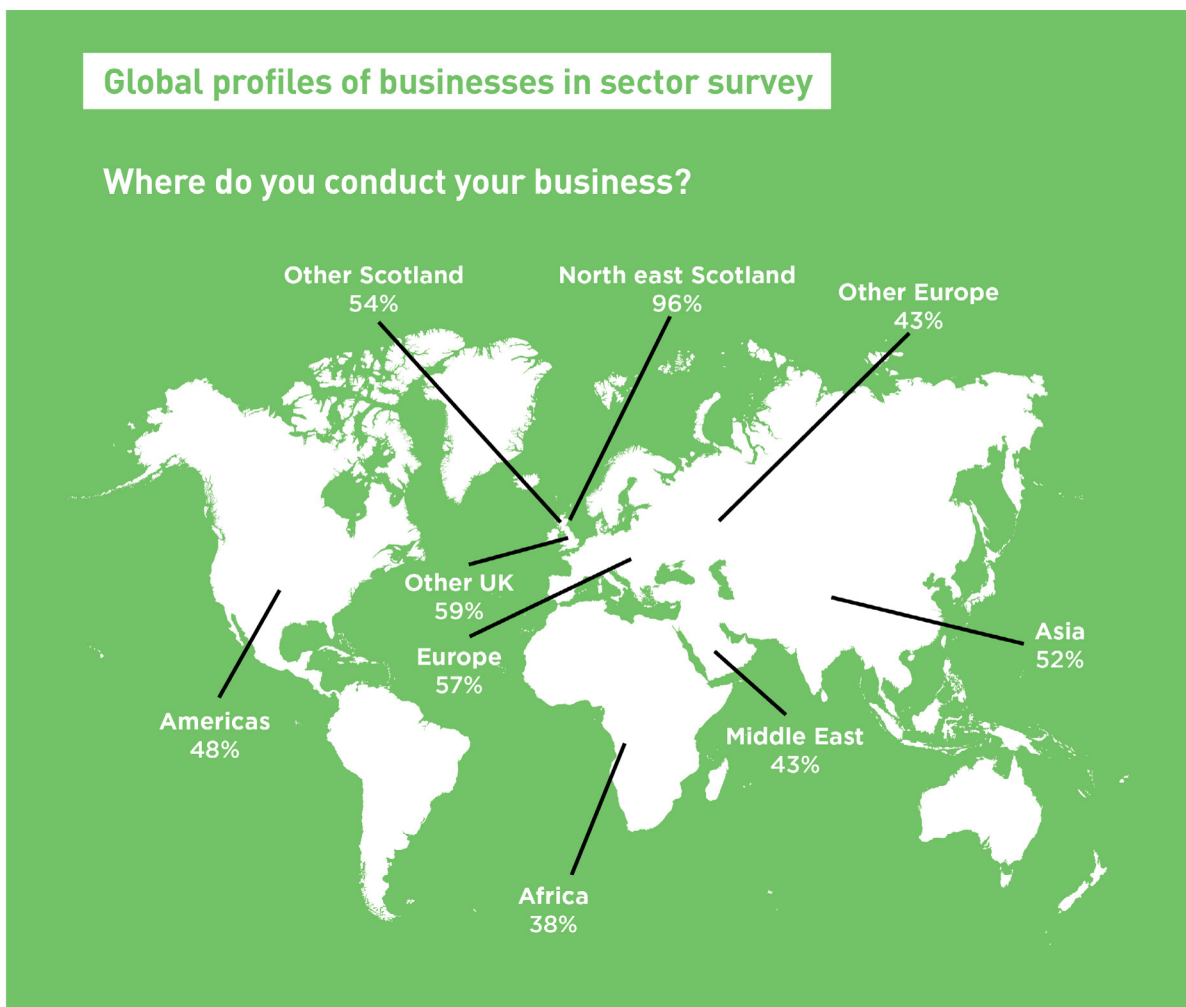 Global profiles of businesses in sector survey
Where do you conduct your business?
Other Scotland
54%
North east Scotland
96%
Other Europe
43%
Other UK
59%
Europe
57%
Asia
52%
Americas
48%
Middle East
43%
Africa
38%